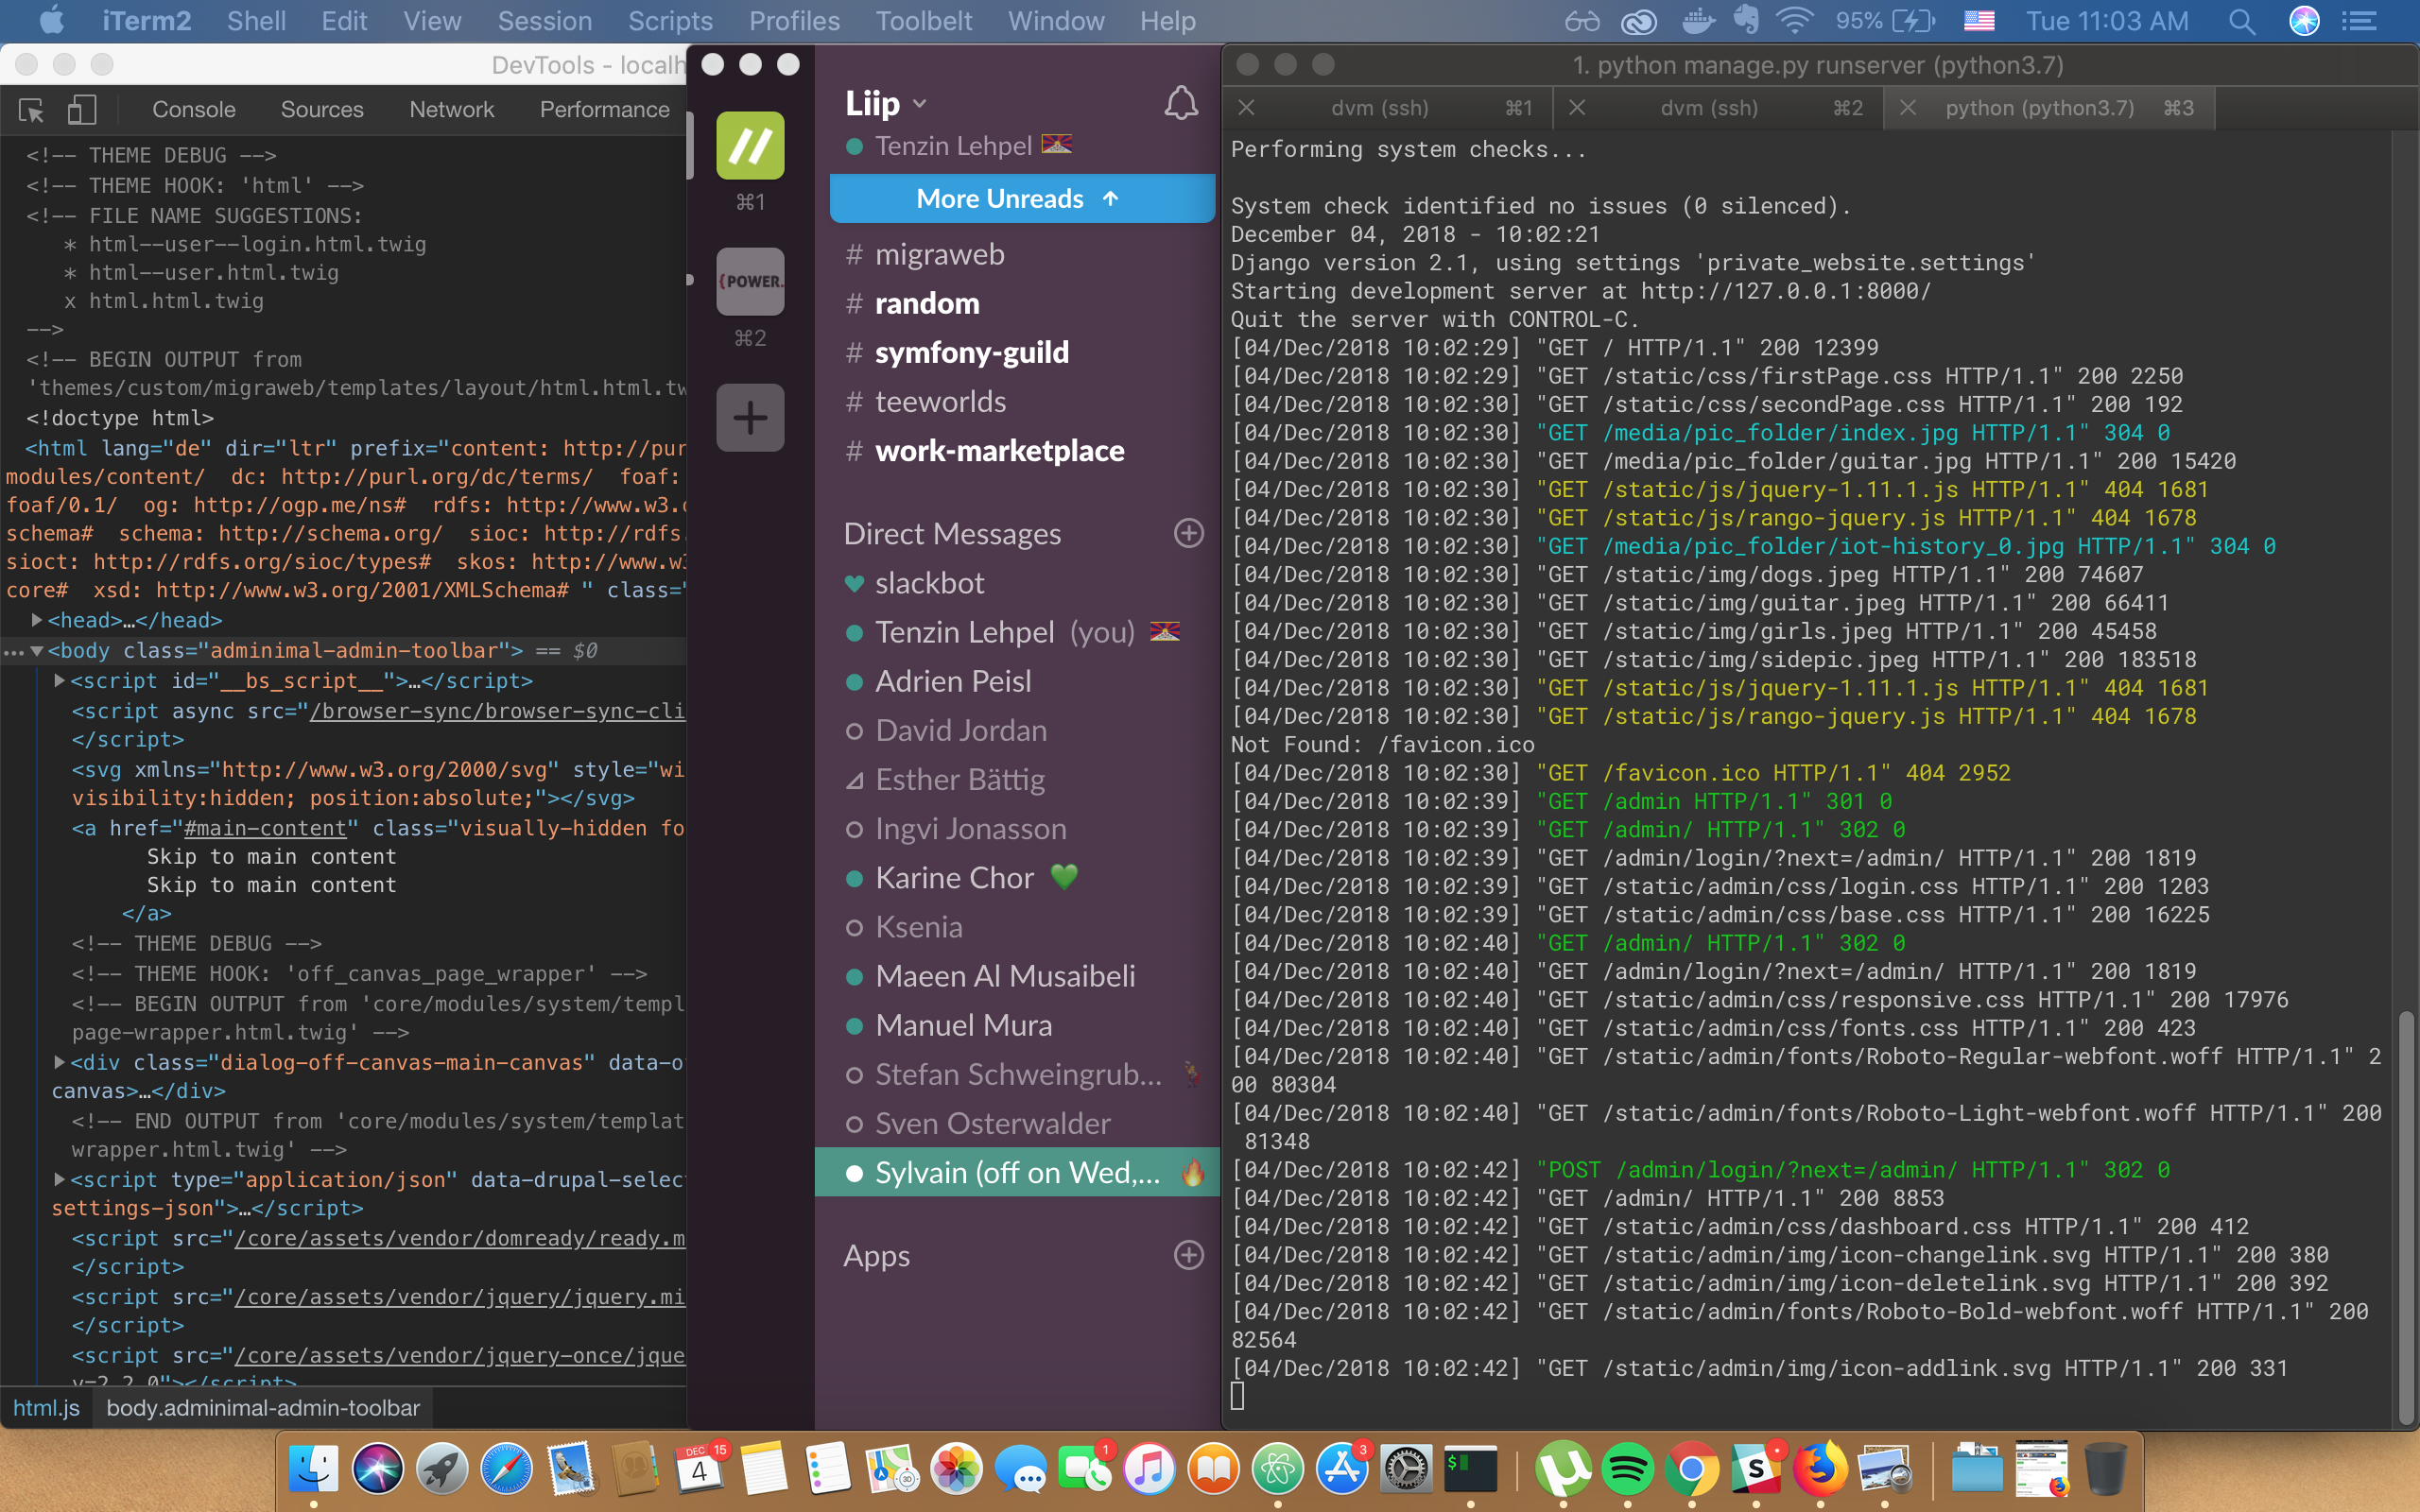 iTerm2 Shell Edit View Session Scripts Profiles Toolbelt Window Help 95% Tue 11:03 AM
DevTools - localh
Console Sources Network Performance
<!-- THEME DEBUG -->
<!-- THEME HOOK: 'html' -->
<!-- FILE NAME SUGGESTIONS:
* html--user--login.html.twig
* html--user.html.twig
x html.html.twig
-->
<!-- BEGIN OUTPUT from
'themes/custom/migraweb/templates/layout/html.html.tw
<!doctype html>
<html lang="de" dir="ltr" prefix="content: http://pur
modules/content/  dc: http://purl.org/dc/terms/  foaf:
foaf/0.1/  og: http://ogp.me/ns#  rdfs: http://www.w3.o
schema#  schema: http://schema.org/  sioc: http://rdfs
sioct: http://rdfs.org/sioc/types#  skos: http://www.w3
core#  xsd: http://www.w3.org/2001/XMLSchema# " class="
<head>…</head>
<body class="adminimal-admin-toolbar"> == $0
<script id="__bs_script__">…</script>
<script async src="/browser-sync/browser-sync-cli
</script>
<svg xmlns="http://www.w3.org/2000/svg" style="wi
visibility:hidden; position:absolute;"></svg>
<a href="#main-content" class="visually-hidden fo
Skip to main content
Skip to main content
</a>
<!-- THEME DEBUG -->
<!-- THEME HOOK: 'off_canvas_page_wrapper' -->
<!-- BEGIN OUTPUT from 'core/modules/system/templ
page-wrapper.html.twig' -->
<div class="dialog-off-canvas-main-canvas" data-o
canvas>…</div>
<!-- END OUTPUT from 'core/modules/system/templat
wrapper.html.twig' -->
<script type="application/json" data-drupal-selec
settings-json">…</script>
<script src="/core/assets/vendor/domready/ready.m
</script>
<script src="/core/assets/vendor/jquery/jquery.mi
</script>
<script src="/core/assets/vendor/jquery-once/jque
v=2.2.0"></script>
html.js body.adminimal-admin-toolbar
⌘1
{POWER.
⌘2
Liip
Tenzin Lehpel
More Unreads ↑
# migraweb
# random
# symfony-guild
# teeworlds
# work-marketplace
Direct Messages
slackbot
Tenzin Lehpel (you)
Adrien Peisl
David Jordan
Esther Bättig
Ingvi Jonasson
Karine Chor 💚
Ksenia
Maeen Al Musaibeli
Manuel Mura
Stefan Schweingrub…
Sven Osterwalder
Sylvain (off on Wed,… 🔥
Apps
1. python manage.py runserver (python3.7)
dvm (ssh) ⌘1 dvm (ssh) ⌘2 python (python3.7) ⌘3
Performing system checks...
System check identified no issues (0 silenced).
December 04, 2018 - 10:02:21
Django version 2.1, using settings 'private_website.settings'
Starting development server at http://127.0.0.1:8000/
Quit the server with CONTROL-C.
[04/Dec/2018 10:02:29] "GET / HTTP/1.1" 200 12399
[04/Dec/2018 10:02:29] "GET /static/css/firstPage.css HTTP/1.1" 200 2250
[04/Dec/2018 10:02:30] "GET /static/css/secondPage.css HTTP/1.1" 200 192
[04/Dec/2018 10:02:30] "GET /media/pic_folder/index.jpg HTTP/1.1" 304 0
[04/Dec/2018 10:02:30] "GET /media/pic_folder/guitar.jpg HTTP/1.1" 200 15420
[04/Dec/2018 10:02:30] "GET /static/js/jquery-1.11.1.js HTTP/1.1" 404 1681
[04/Dec/2018 10:02:30] "GET /static/js/rango-jquery.js HTTP/1.1" 404 1678
[04/Dec/2018 10:02:30] "GET /media/pic_folder/iot-history_0.jpg HTTP/1.1" 304 0
[04/Dec/2018 10:02:30] "GET /static/img/dogs.jpeg HTTP/1.1" 200 74607
[04/Dec/2018 10:02:30] "GET /static/img/guitar.jpeg HTTP/1.1" 200 66411
[04/Dec/2018 10:02:30] "GET /static/img/girls.jpeg HTTP/1.1" 200 45458
[04/Dec/2018 10:02:30] "GET /static/img/sidepic.jpeg HTTP/1.1" 200 183518
[04/Dec/2018 10:02:30] "GET /static/js/jquery-1.11.1.js HTTP/1.1" 404 1681
[04/Dec/2018 10:02:30] "GET /static/js/rango-jquery.js HTTP/1.1" 404 1678
Not Found: /favicon.ico
[04/Dec/2018 10:02:30] "GET /favicon.ico HTTP/1.1" 404 2952
[04/Dec/2018 10:02:39] "GET /admin HTTP/1.1" 301 0
[04/Dec/2018 10:02:39] "GET /admin/ HTTP/1.1" 302 0
[04/Dec/2018 10:02:39] "GET /admin/login/?next=/admin/ HTTP/1.1" 200 1819
[04/Dec/2018 10:02:39] "GET /static/admin/css/login.css HTTP/1.1" 200 1203
[04/Dec/2018 10:02:39] "GET /static/admin/css/base.css HTTP/1.1" 200 16225
[04/Dec/2018 10:02:40] "GET /admin/ HTTP/1.1" 302 0
[04/Dec/2018 10:02:40] "GET /admin/login/?next=/admin/ HTTP/1.1" 200 1819
[04/Dec/2018 10:02:40] "GET /static/admin/css/responsive.css HTTP/1.1" 200 17976
[04/Dec/2018 10:02:40] "GET /static/admin/css/fonts.css HTTP/1.1" 200 423
[04/Dec/2018 10:02:40] "GET /static/admin/fonts/Roboto-Regular-webfont.woff HTTP/1.1" 2
00 80304
[04/Dec/2018 10:02:40] "GET /static/admin/fonts/Roboto-Light-webfont.woff HTTP/1.1" 200
81348
[04/Dec/2018 10:02:42] "POST /admin/login/?next=/admin/ HTTP/1.1" 302 0
[04/Dec/2018 10:02:42] "GET /admin/ HTTP/1.1" 200 8853
[04/Dec/2018 10:02:42] "GET /static/admin/css/dashboard.css HTTP/1.1" 200 412
[04/Dec/2018 10:02:42] "GET /static/admin/img/icon-changelink.svg HTTP/1.1" 200 380
[04/Dec/2018 10:02:42] "GET /static/admin/img/icon-deletelink.svg HTTP/1.1" 200 392
[04/Dec/2018 10:02:42] "GET /static/admin/fonts/Roboto-Bold-webfont.woff HTTP/1.1" 200
82564
[04/Dec/2018 10:02:42] "GET /static/admin/img/icon-addlink.svg HTTP/1.1" 200 331
DEC 4 15 1 3